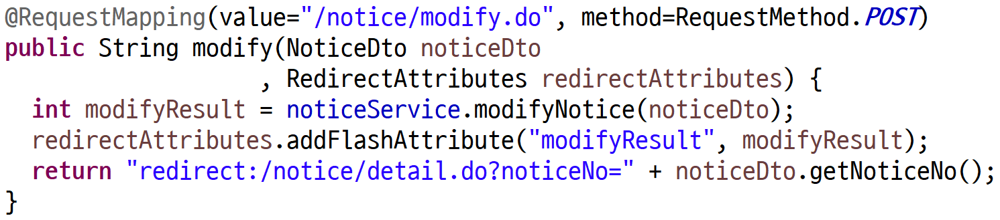 @RequestMapping(value="/notice/modify.do", method=RequestMethod.POST)
public String modify(NoticeDto noticeDto
                   , RedirectAttributes redirectAttributes) {
  int modifyResult = noticeService.modifyNotice(noticeDto);
  redirectAttributes.addFlashAttribute("modifyResult", modifyResult);
  return "redirect:/notice/detail.do?noticeNo=" + noticeDto.getNoticeNo();
}